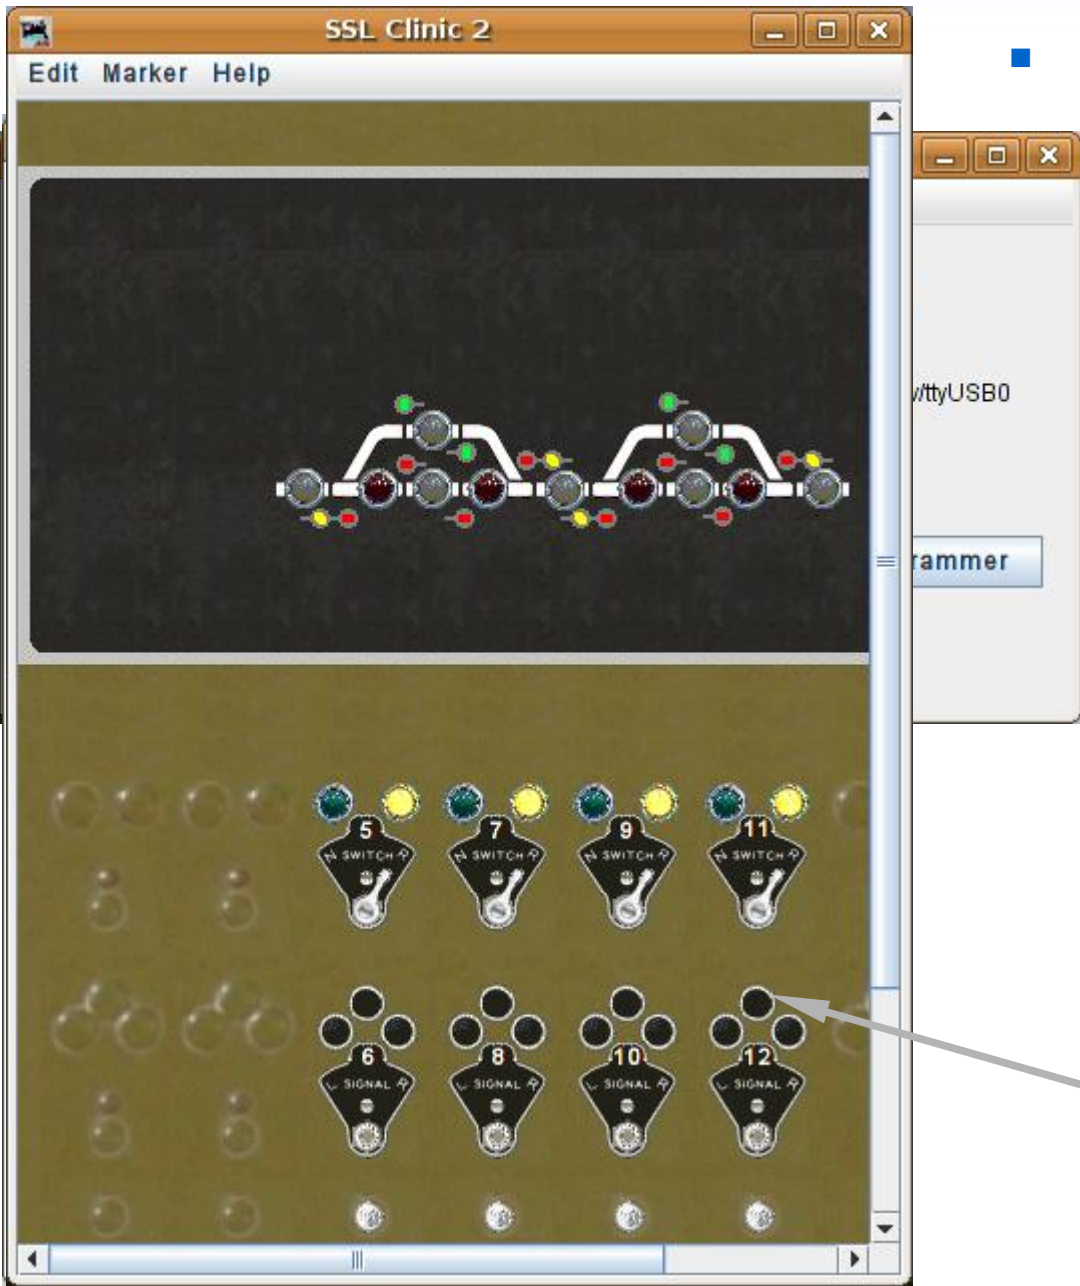 SSL Clinic 2
Edit Marker Help
ttyUSB0
rammer
5 7 9 11
N SWITCH R N SWITCH R N SWITCH R N SWITCH R
6 8 10 12
L SIGNAL R L SIGNAL R L SIGNAL R L SIGNAL R